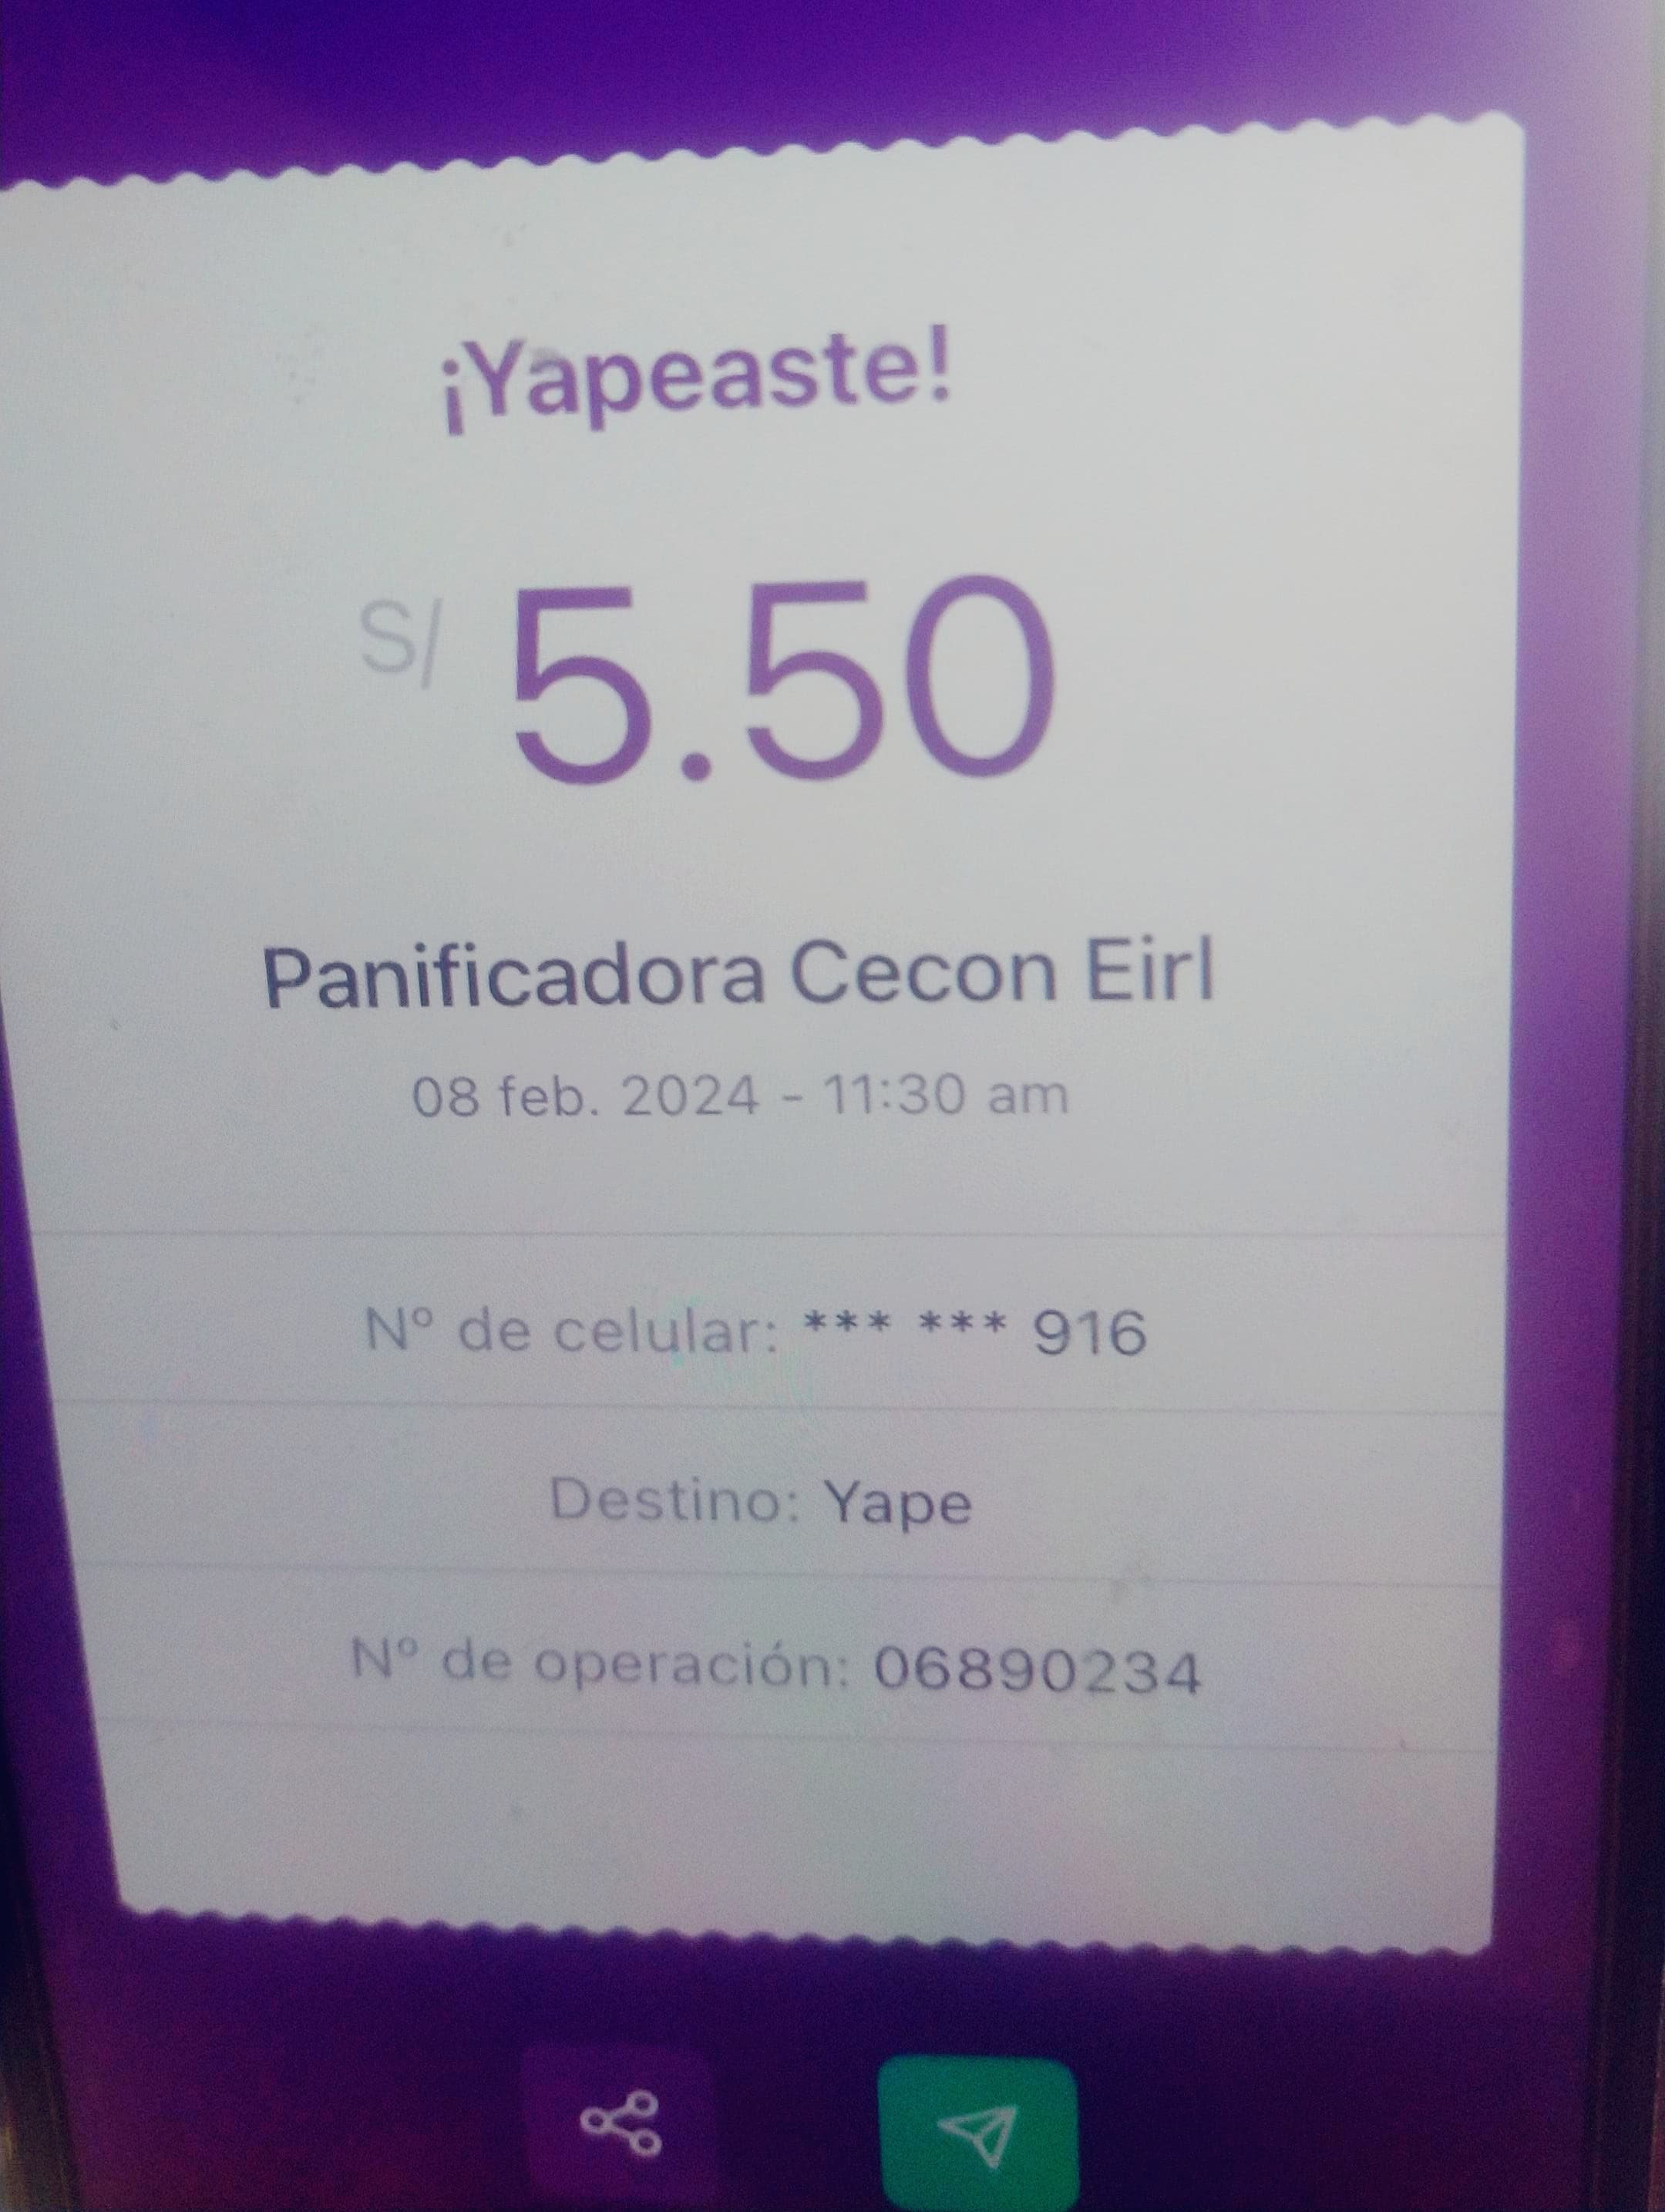 ¡Yapeaste!
S/ 5.50
Panificadora Cecon Eirl
08 feb. 2024 - 11:30 am
Nº de celular: *** *** 916
Destino: Yape
Nº de operación: 06890234